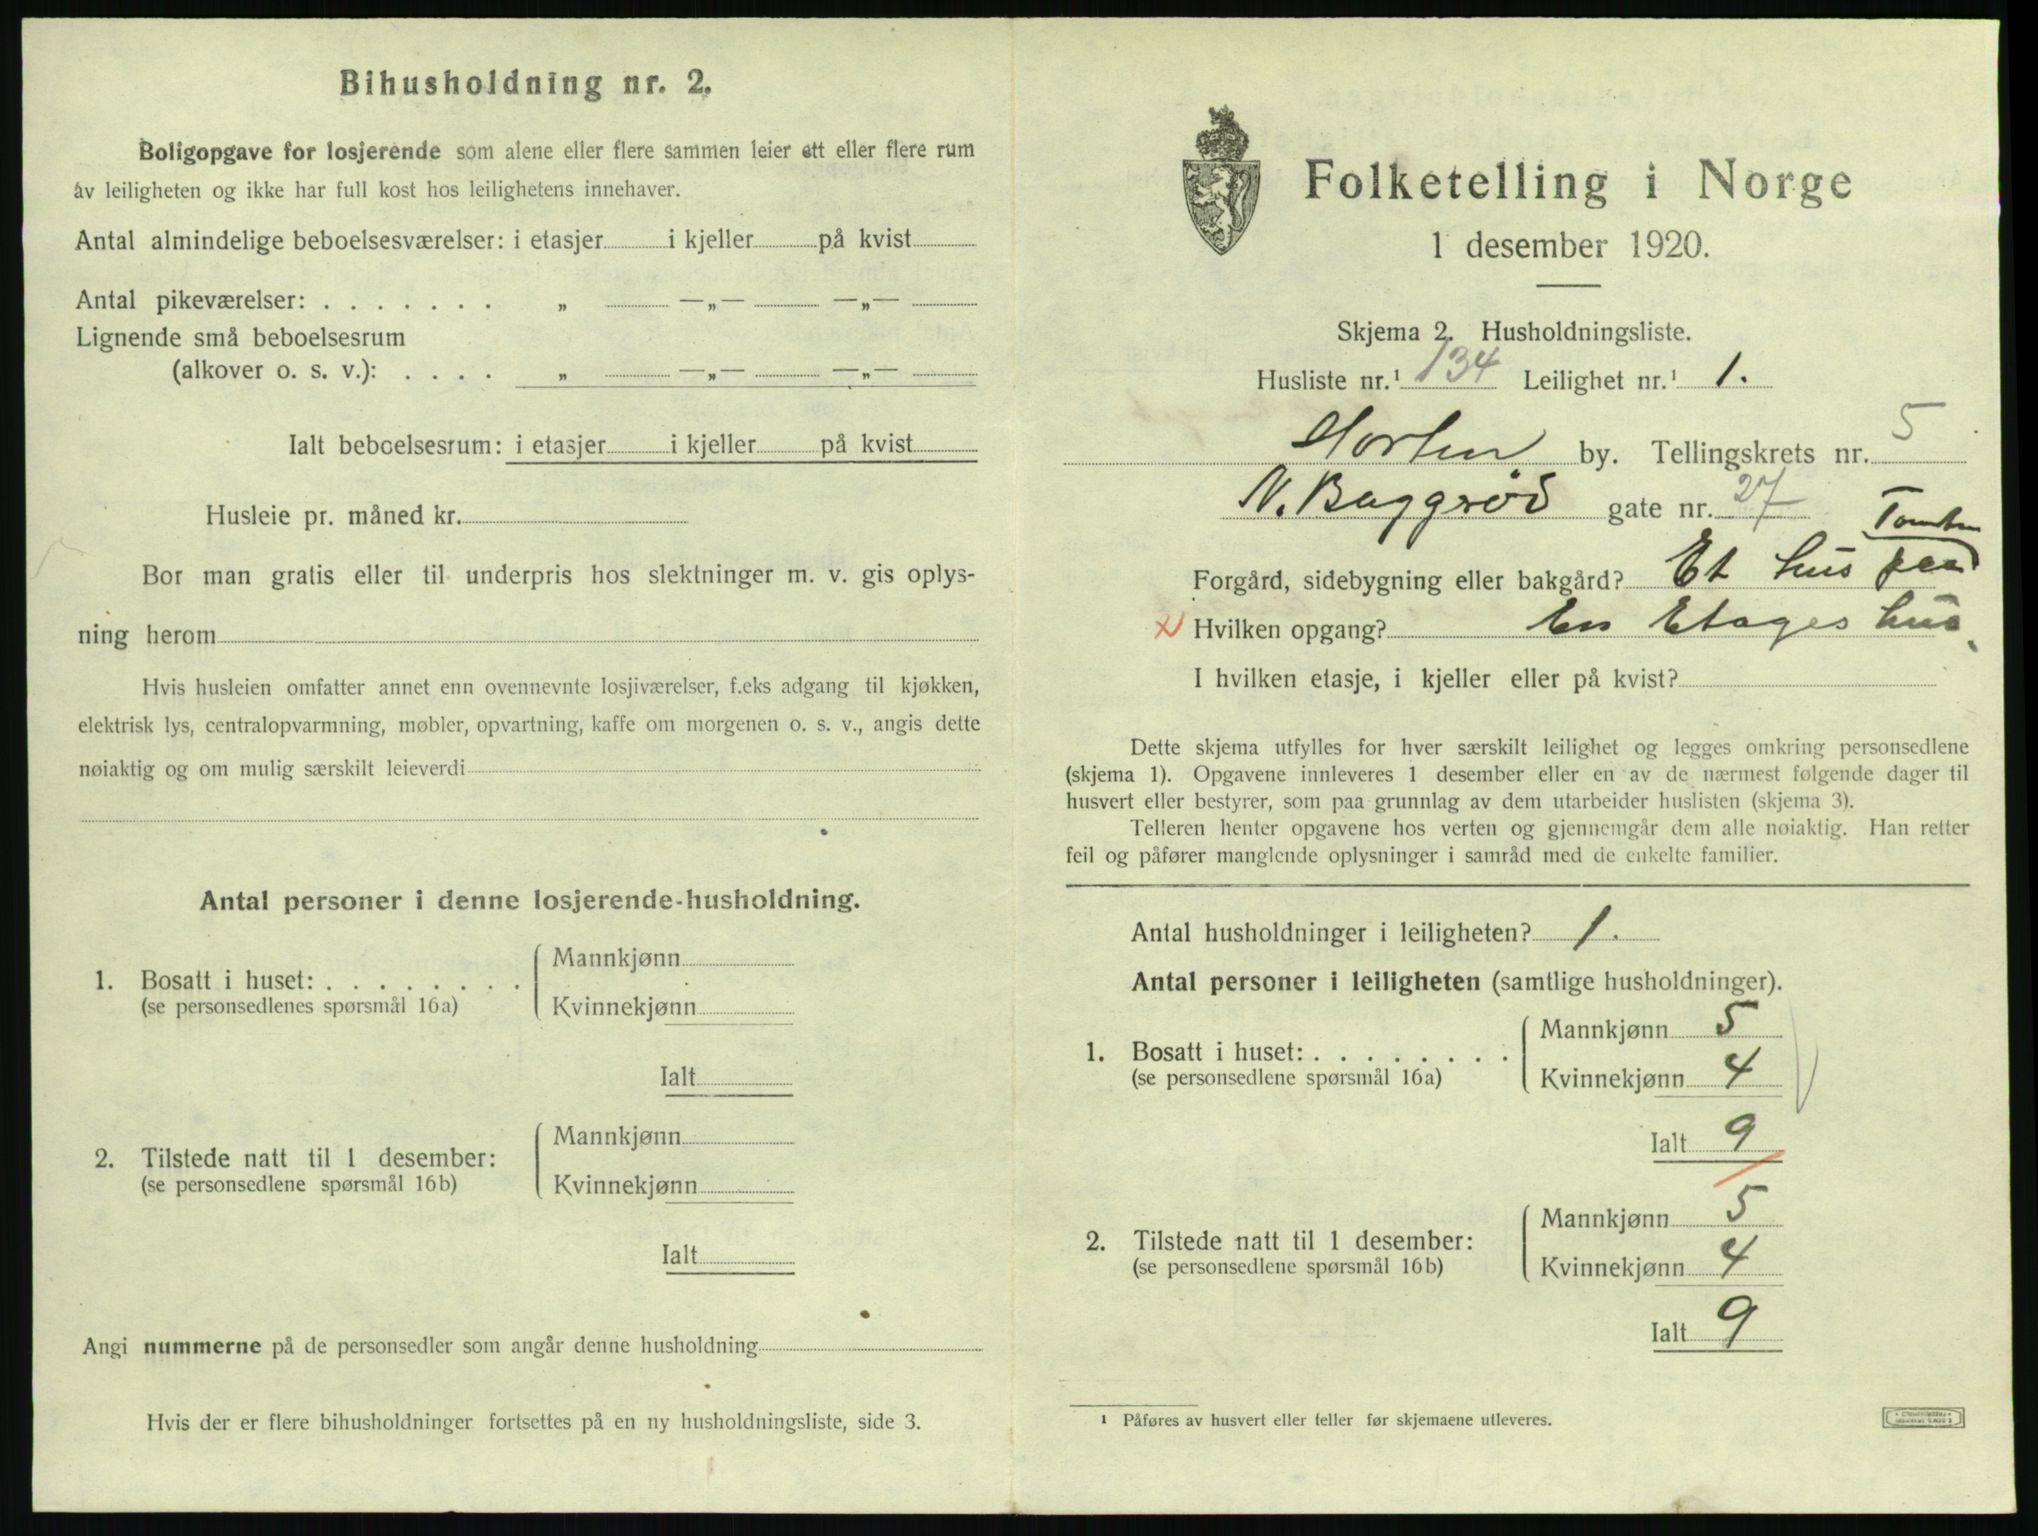 Bihusholdning nr. 2.
Boligopgave for losjerende som alene eller flere sammen leier ett eller flere rum
av leiligheten og ikke har full kost hos leilighetens innehaver.
Antal almindelige beboelsesværelser: i etasjer i kjeller på kvist
Antal pikeværelser: . . . . . . . „ —„— —„—
Lignende små beboelsesrum
(alkover o. s. v.): . . . . „ —„— —„—
Ialt beboelsesrum: i etasjer i kjeller på kvist
Husleie pr. måned kr.
Bor man gratis eller til underpris hos slektninger m. v. gis oplys-
ning herom
Hvis husleien omfatter annet enn ovennevnte losjiværelser, f.eks adgang til kjøkken,
elektrisk lys, centralopvarmning, møbler, opvartning, kaffe om morgenen o. s. v., angis dette
nøiaktig og om mulig særskilt leieverdi
Antal personer i denne losjerende-husholdning.
1. Bosatt i huset: . . . . . . . .
(se personsedlenes spørsmål 16a)
Mannkjønn
Kvinnekjønn
Ialt
2. Tilstede natt til 1 desember:
(se personsedlene spørsmål 16b)
Mannkjønn
Kvinnekjønn
Ialt
Angi nummerne på de personsedler som angår denne husholdning
Hvis der er flere bihusholdninger fortsettes på en ny husholdningsliste, side 3.
Folketelling i Norge
1 desember 1920.
Skjema 2. Husholdningsliste.
Husliste nr.¹ 134 Leilighet nr.¹ 1.
Horten by. Tellingskrets nr. 5
N. Baggrød gate nr. 27
Tomten
Forgård, sidebygning eller bakgård? Et hus paa
Hvilken opgang? En Etages hus
I hvilken etasje, i kjeller eller på kvist?
Dette skjema utfylles for hver særskilt leilighet og legges omkring personsedlene
(skjema 1). Opgavene innleveres 1 desember eller en av de nærmest følgende dager til
husvert eller bestyrer, som paa grunnlag av dem utarbeider huslisten (skjema 3).
Telleren henter opgavene hos verten og gjennemgår dem alle nøiaktig. Han retter
feil og påfører manglende oplysninger i samråd med de enkelte familier.
Antal husholdninger i leiligheten? 1.
Antal personer i leiligheten (samtlige husholdninger).
1. Bosatt i huset: . . . . . . . .
(se personsedlene spørsmål 16a)
Mannkjønn 5
Kvinnekjønn 4
Ialt 9
2. Tilstede natt til 1 desember:
(se personsedlene spørsmål 16b)
Mannkjønn 5
Kvinnekjønn 4
Ialt 9
¹ Påføres av husvert eller teller før skjemaene utleveres.